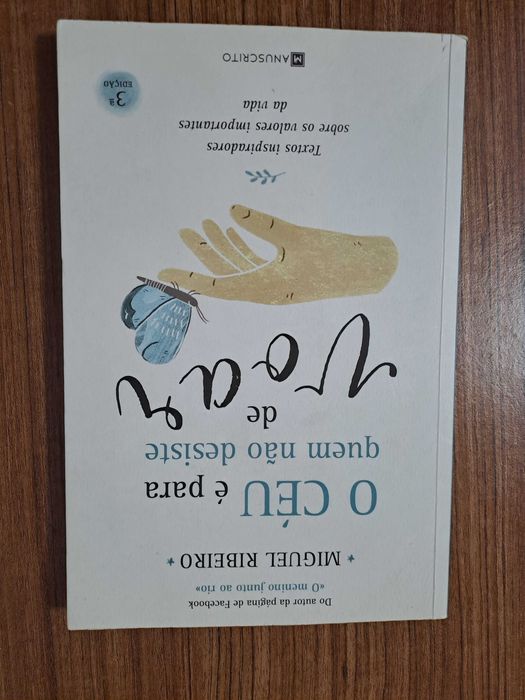 Do autor da página de Facebook
«O menino junto ao rio»
* MIGUEL RIBEIRO *
O CÉU é para
quem não desiste
de
voar
Textos inspiradores
sobre os valores importantes
da vida
3ª
EDIÇÃO
MANUSCRITO